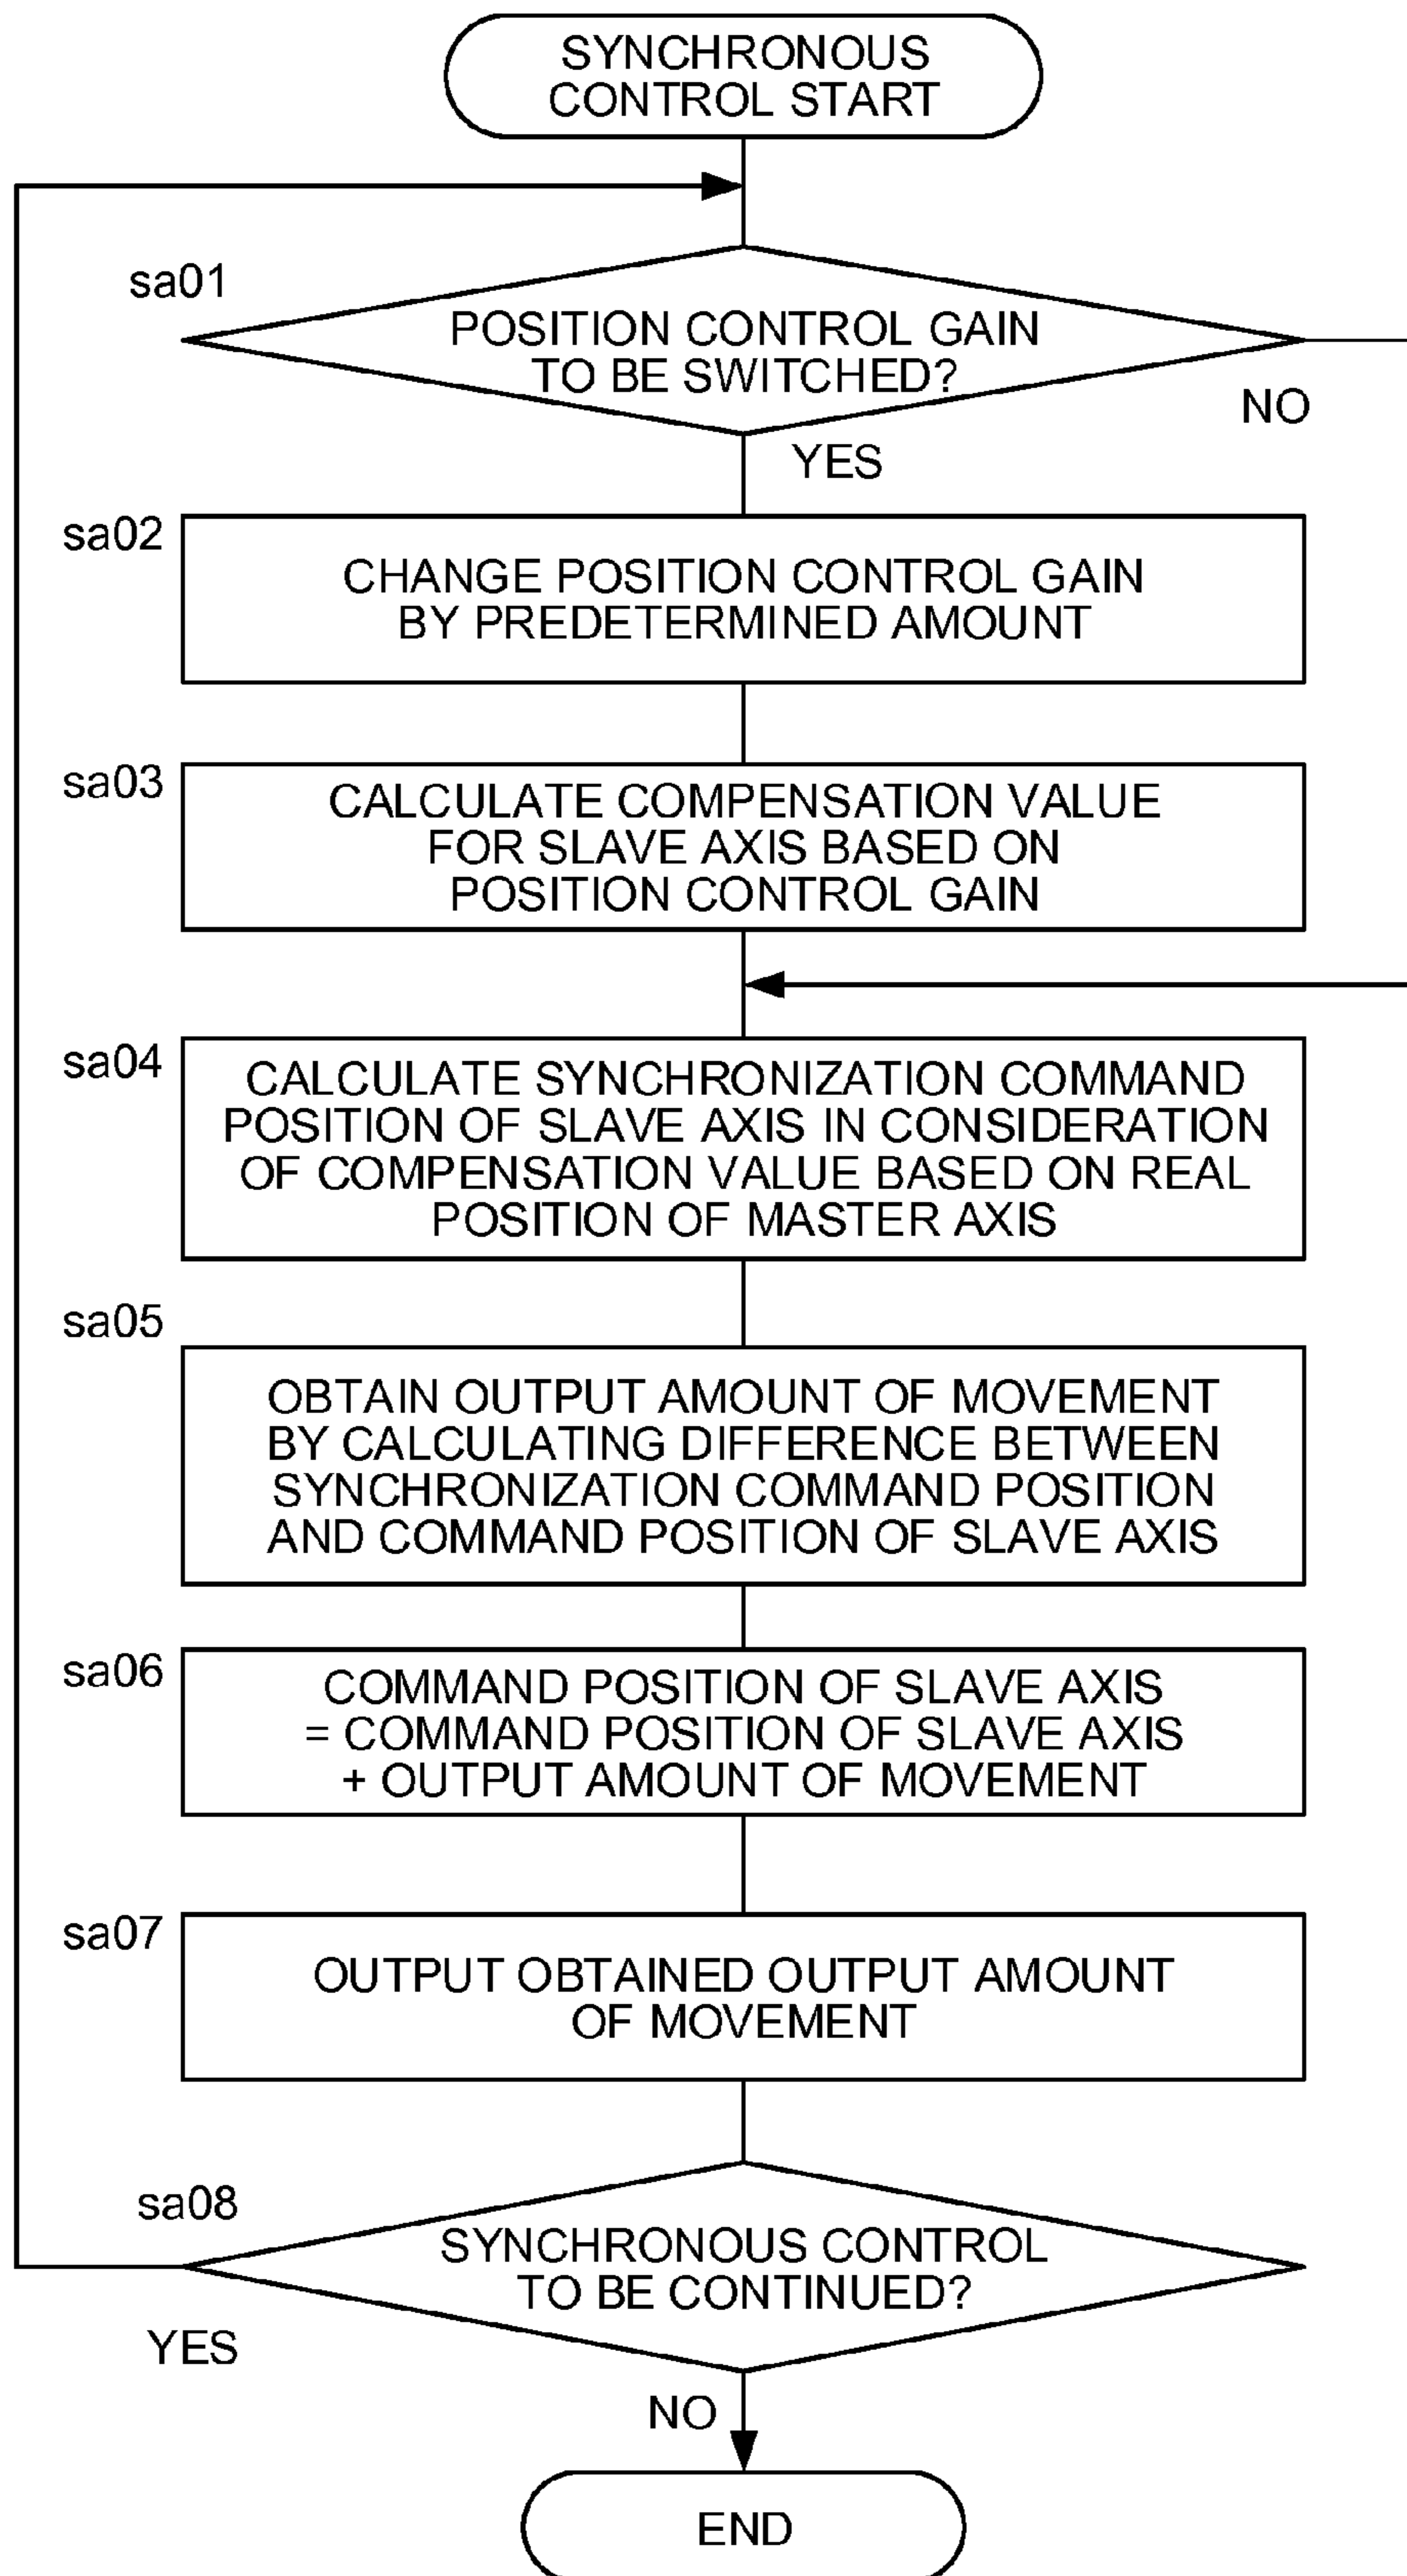 SYNCHRONOUS
CONTROL START
sa01
POSITION CONTROL GAIN
TO BE SWITCHED?
NO
YES
sa02
CHANGE POSITION CONTROL GAIN
BY PREDETERMINED AMOUNT
sa03
CALCULATE COMPENSATION VALUE
FOR SLAVE AXIS BASED ON
POSITION CONTROL GAIN
sa04
CALCULATE SYNCHRONIZATION COMMAND
POSITION OF SLAVE AXIS IN CONSIDERATION
OF COMPENSATION VALUE BASED ON REAL
POSITION OF MASTER AXIS
sa05
OBTAIN OUTPUT AMOUNT OF MOVEMENT
BY CALCULATING DIFFERENCE BETWEEN
SYNCHRONIZATION COMMAND POSITION
AND COMMAND POSITION OF SLAVE AXIS
sa06
COMMAND POSITION OF SLAVE AXIS
= COMMAND POSITION OF SLAVE AXIS
+ OUTPUT AMOUNT OF MOVEMENT
sa07
OUTPUT OBTAINED OUTPUT AMOUNT
OF MOVEMENT
sa08
SYNCHRONOUS CONTROL
TO BE CONTINUED?
YES
NO
END